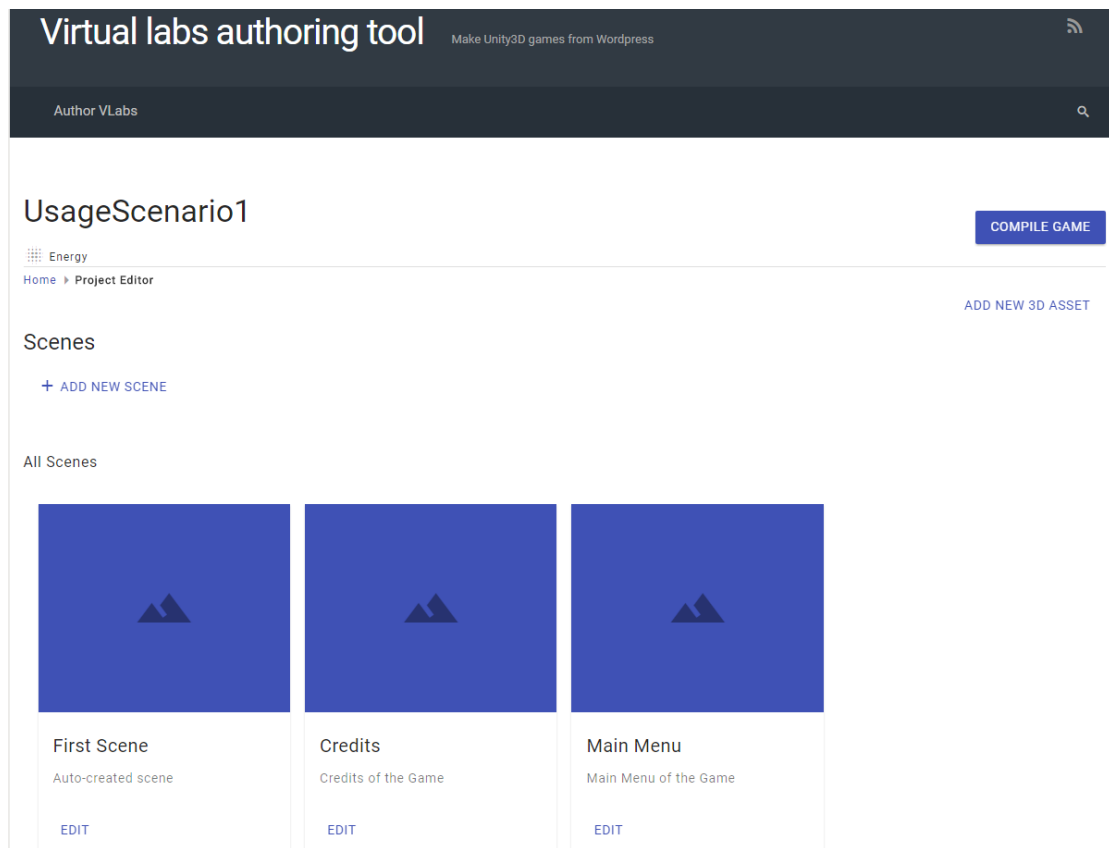 Virtual labs authoring tool Make Unity3D games from Wordpress
Author VLabs
UsageScenario1
COMPILE GAME
Energy
Home Project Editor
ADD NEW 3D ASSET
Scenes
+ ADD NEW SCENE
All Scenes
First Scene
Auto-created scene
EDIT
Credits
Credits of the Game
EDIT
Main Menu
Main Menu of the Game
EDIT